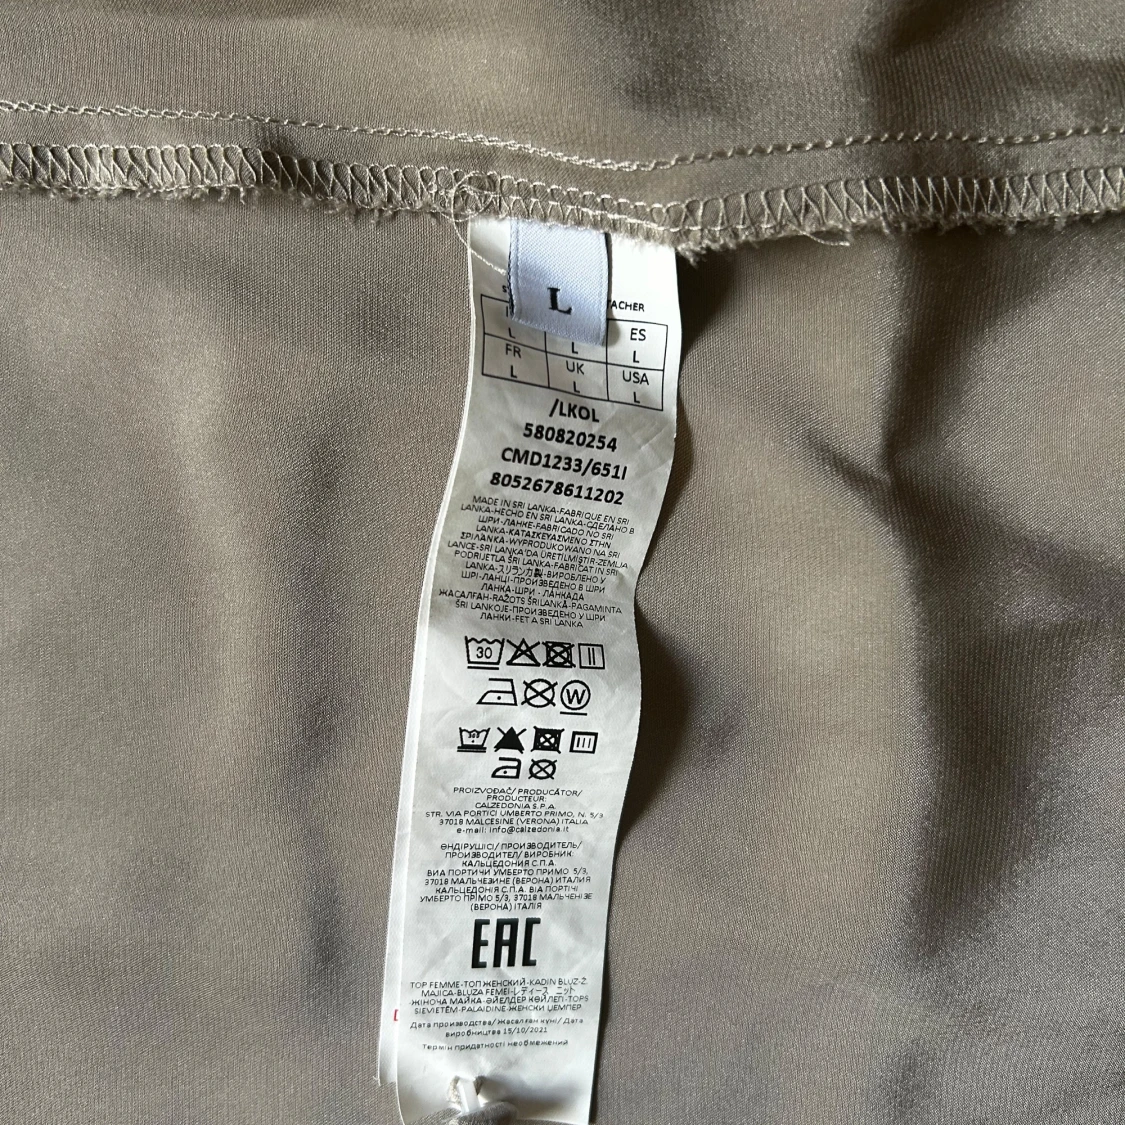 L
TACHER
ES
L
L
L
FR
UK
USA
L
L
L
/LKOL
580820254
CMD1233/651I
8052678611202
MADE IN SRI LANKA-FABRIQUE EN SRI
LANKA-HECHO EN SRI LANKA-СДЕЛАНО В
ШРИ-ЛАНКЕ-FABRICADO NO SRI
LANKA-ΚΑΤΑΣΚΕΥΑΣΜΕΝΟ ΣΤΗΝ
ΣΡΙ ΛΑΝΚΑ-WYPRODUKOWANO NA SRI
LANCE-SRI LANKA'DA ÜRETILMIŞTIR-ZEMLJA
PODRIJETLA ŠRI LANKA-FABRICAT IN SRI
LANKA-スリランカ製-ВИРОБЛЕНО У
ШРІ-ЛАНЦІ-ПРОИЗВЕДЕНО В ШРИ
ЛАНКА-ШРИ - ЛАНКАДА
ЖАСАЛҒАН-RAŽOTS ŠRILANKĀ-PAGAMINTA
ŠRI LANKOJE-ПРОИЗВЕДЕНО У ШРИ
ЛАНКИ-FET A SRI LANKA
30
W
PROIZVOĐAČ/ PRODUCĂTOR/
PRODUCTEUR:
CALZEDONIA S.P.A.
STR. VIA PORTICI UMBERTO PRIMO, N. 5/3
37018 MALCESINE (VERONA) ITALIA
e-mail: info@calzedonia.it
ӨНДІРУШІСІ/ ПРОИЗВОДИТЕЛЬ/
ПРОИЗВОДИТЕЛ/ ВИРОБНИК:
КАЛЬЦЕДОНИЯ С.П.А.
ВИА ПОРТИЧИ УМБЕРТО ПРИМО 5/3,
37018 МАЛЬЧЕЗИНЕ (ВЕРОНА) ИТАЛИЯ
КАЛЬЦЕДОНІЯ С.П.А. ВІА ПОРТІЧІ
УМБЕРТО ПРІМО 5/3, 37018 МАЛЬЧЕНІЗЕ
(ВЕРОНА) ІТАЛІЯ
EAC
TOP FEMME-ТОП ЖЕНСКИЙ-KADIN BLUZ-Ž.
MAJICA-BLUZA FEMEI-レディース ニット
-ЖІНОЧА МАЙКА-ӘЙЕЛДЕР КӨЙЛЕП-TOPS
SIEVIETĒM-PALAIDINĖ-ЖЕНСКИ ЏЕМПЕР
Дата производства/ Жасалған күні/ Дата
виробництва 15/10/2021
Термін придатності необмежений